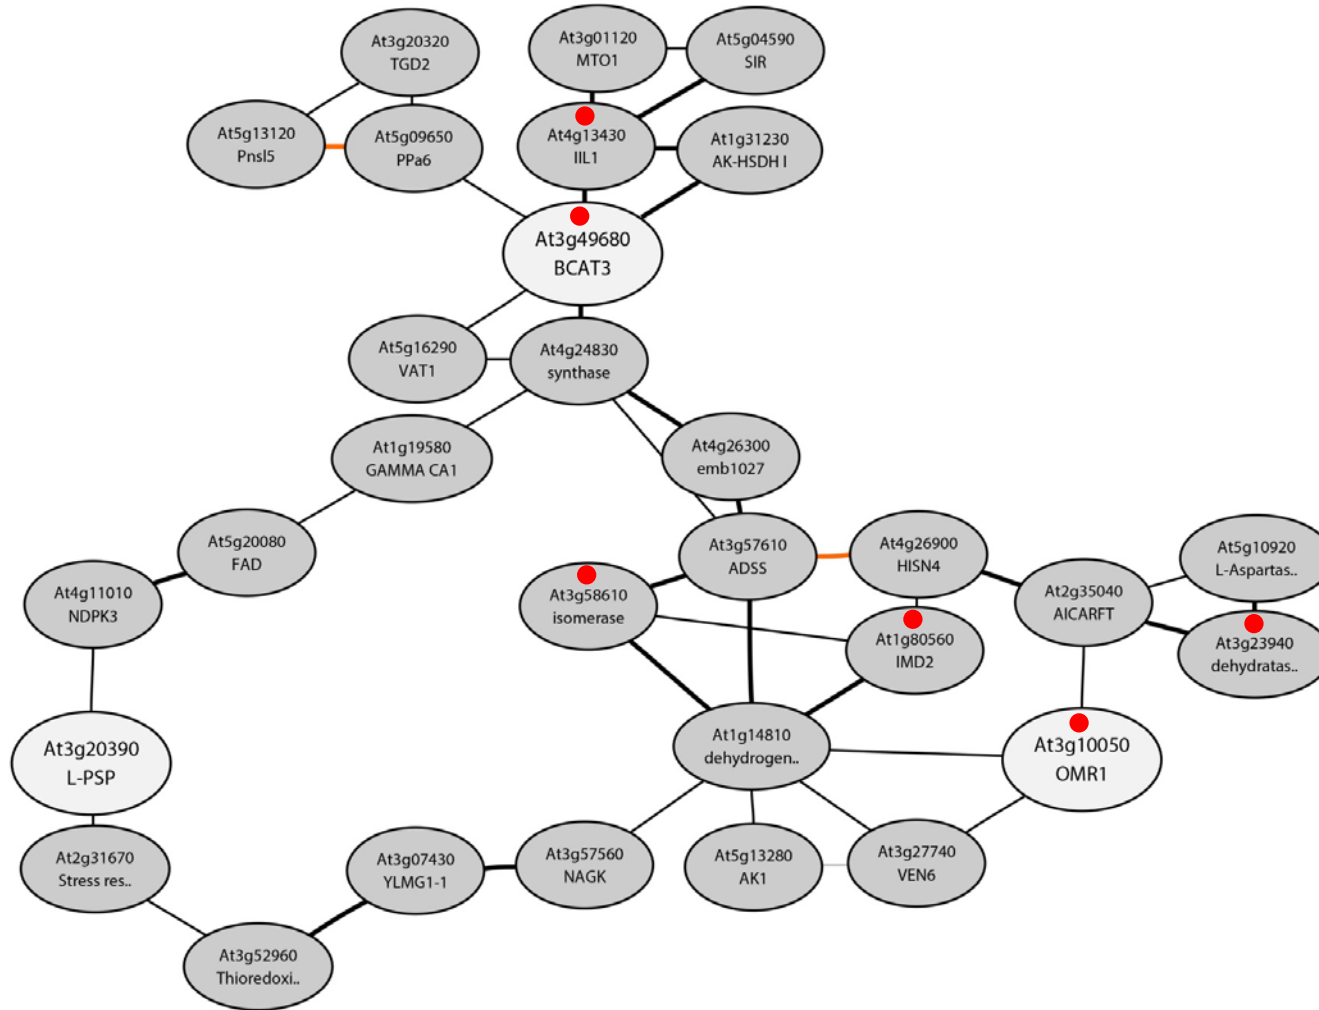 At3g20320
TGD2
At3g01120
MTO1
At5g04590
SIR
At5g13120
Pnsl5
At5g09650
PPa6
At4g13430
IIL1
At1g31230
AK-HSDH I
At3g49680
BCAT3
At5g16290
VAT1
At4g24830
synthase
At1g19580
GAMMA CA1
At4g26300
emb1027
At5g20080
FAD
At3g57610
ADSS
At4g26900
HISN4
At5g10920
L-Aspartas..
At4g11010
NDPK3
At3g58610
isomerase
At2g35040
AICARFT
At1g80560
IMD2
At3g23940
dehydratas..
At3g20390
L-PSP
At1g14810
dehydrogen..
At3g10050
OMR1
At2g31670
Stress res..
At3g07430
YLMG1-1
At3g57560
NAGK
At5g13280
AK1
At3g27740
VEN6
At3g52960
Thioredoxi..